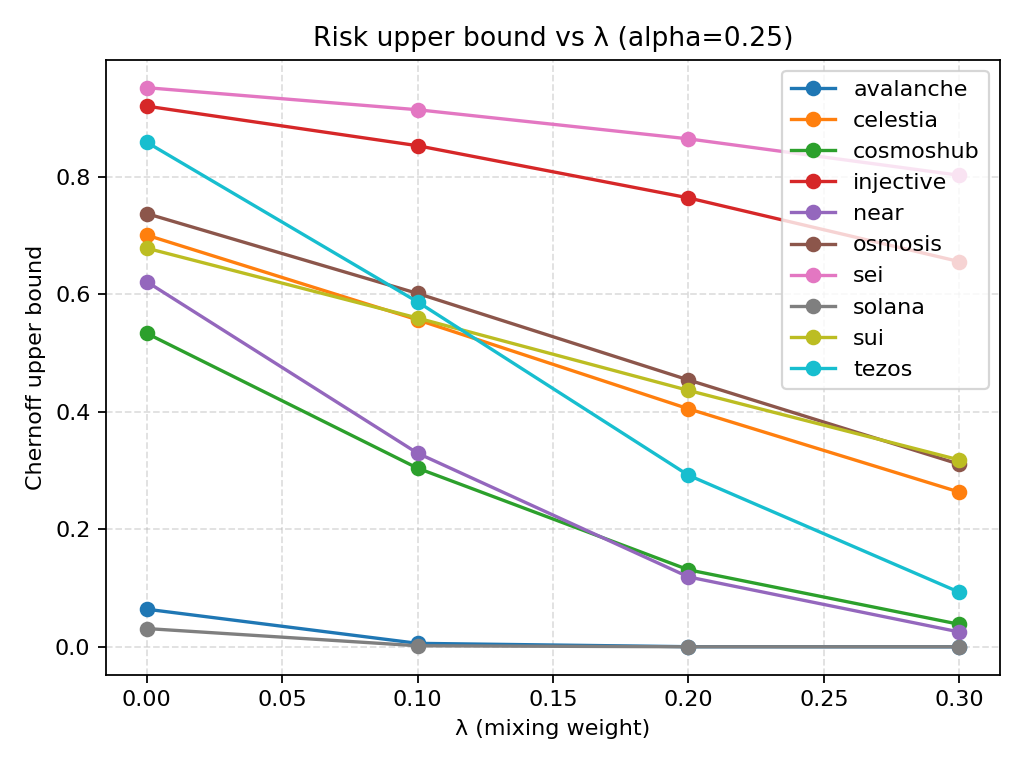 Risk upper bound vs λ (alpha=0.25)
Chernoff upper bound
0.8
0.6
0.4
0.2
0.0
avalanche
celestia
cosmoshub
injective
near
osmosis
sei
solana
sui
tezos
0.00 0.05 0.10 0.15 0.20 0.25 0.30
λ (mixing weight)